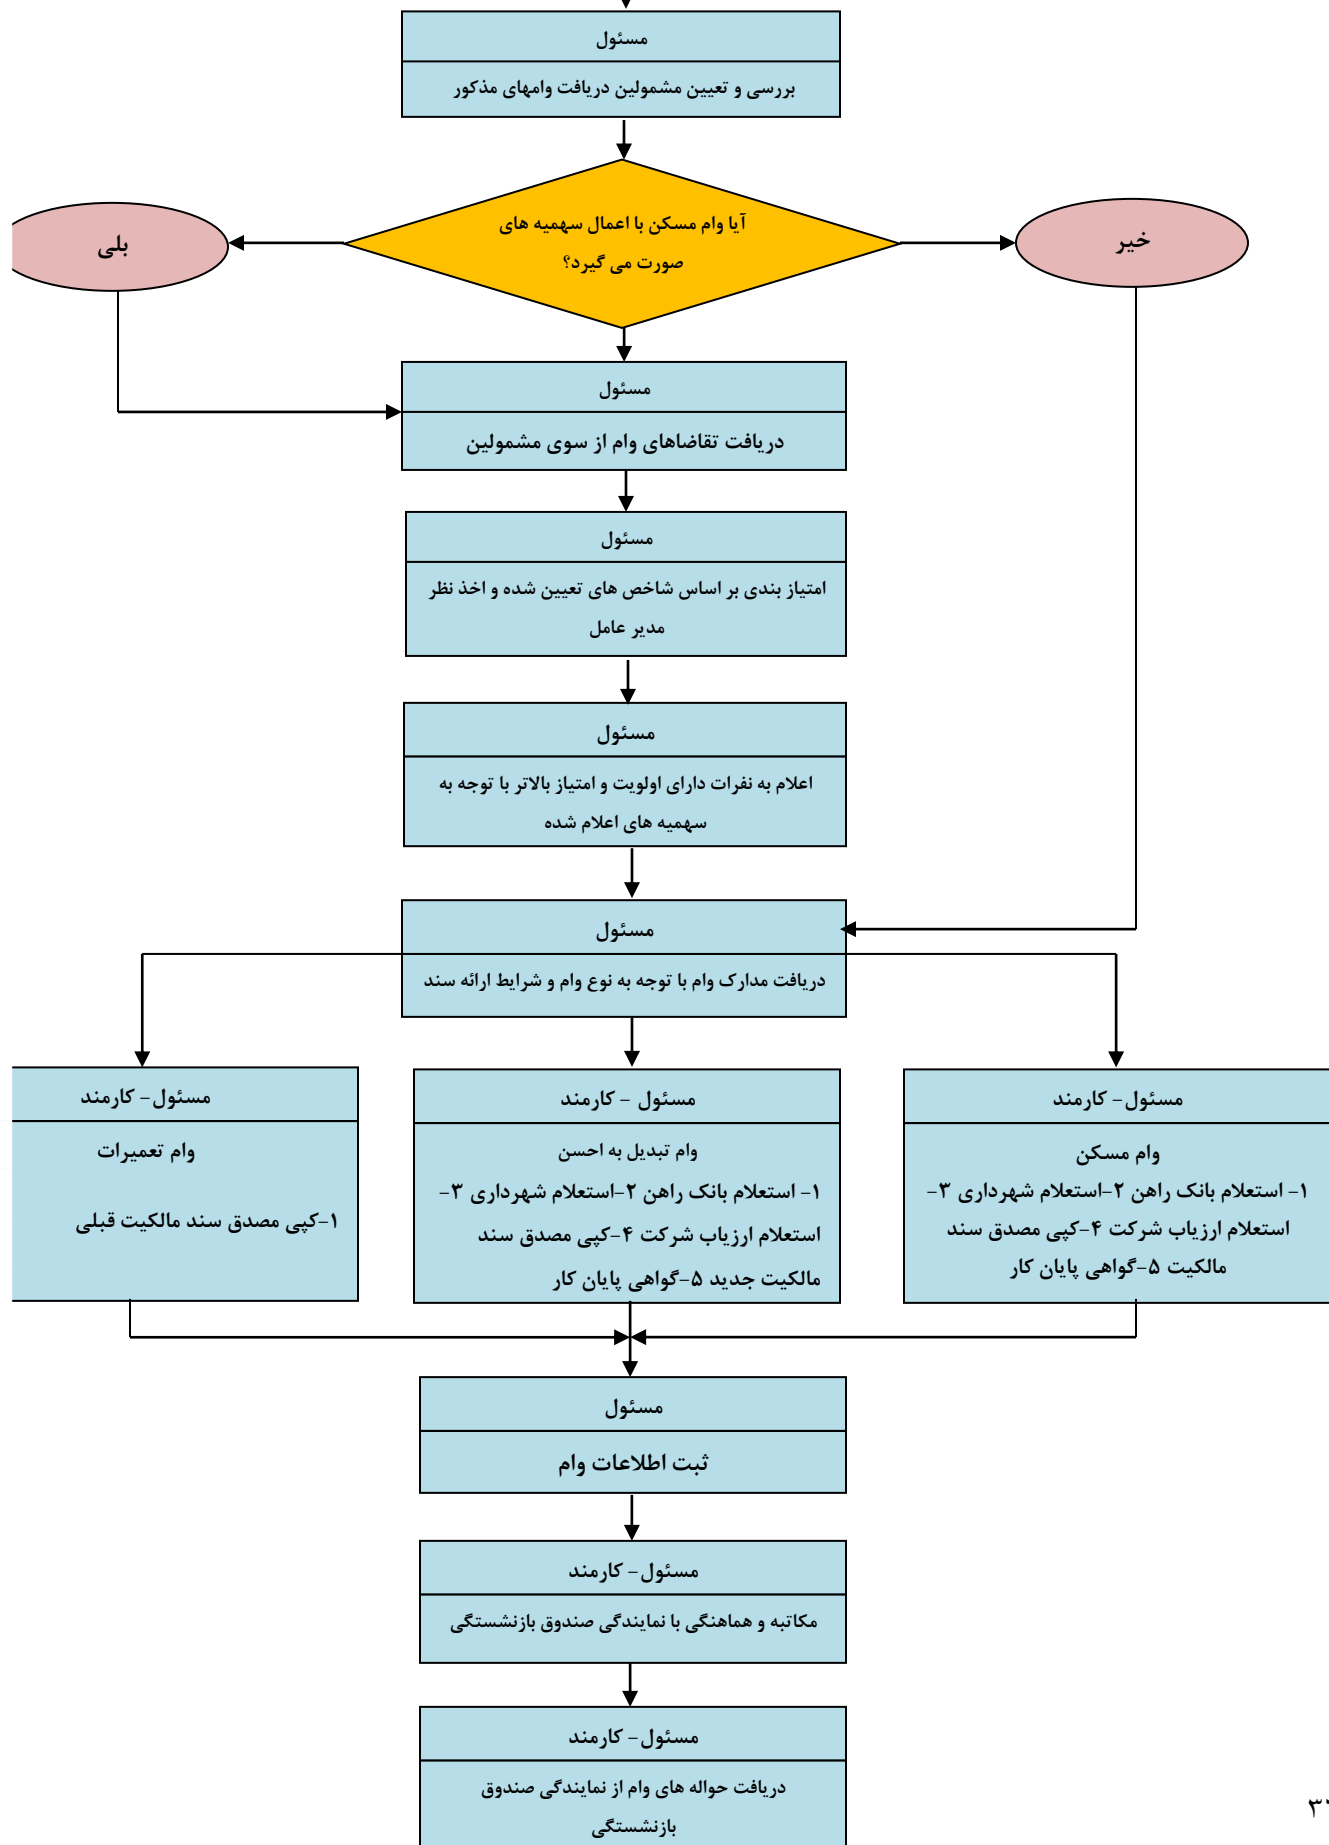 مسئول
بررسی و تعیین مشمولین دریافت وامهای مذکور
آیا وام مسکن با اعمال سهمیه های
صورت می گیرد؟
خیر
بلی
مسئول
دریافت تقاضاهای وام از سوی مشمولین
مسئول
امتیاز بندی بر اساس شاخص های تعیین شده و اخذ نظر
مدیر عامل
مسئول
اعلام به نفرات دارای اولویت و امتیاز بالاتر با توجه به
سهمیه های اعلام شده
مسئول
دریافت مدارک وام با توجه به نوع وام و شرایط ارائه سند
مسئول- کارمند
وام مسکن
۱- استعلام بانک راهن ۲-استعلام شهرداری ۳-
استعلام ارزیاب شرکت ۴-کپی مصدق سند
مالکیت ۵-گواهی پایان کار
مسئول - کارمند
وام تبدیل به احسن
۱- استعلام بانک راهن ۲-استعلام شهرداری ۳-
استعلام ارزیاب شرکت ۴-کپی مصدق سند
مالکیت جدید ۵-گواهی پایان کار
مسئول- کارمند
وام تعمیرات
۱-کپی مصدق سند مالکیت قبلی
مسئول
ثبت اطلاعات وام
مسئول- کارمند
مکاتبه و هماهنگی با نمایندگی صندوق بازنشستگی
مسئول- کارمند
دریافت حواله های وام از نمایندگی صندوق
بازنشستگی